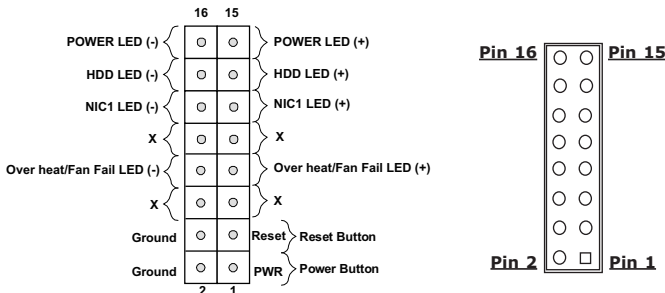 16 15
POWER LED (-) POWER LED (+)
HDD LED (-) HDD LED (+)
NIC1 LED (-) NIC1 LED (+)
X X
Over heat/Fan Fail LED (-) Over heat/Fan Fail LED (+)
X X
Ground Reset Reset Button
Ground PWR Power Button
2 1
Pin 16 Pin 15
Pin 2 Pin 1